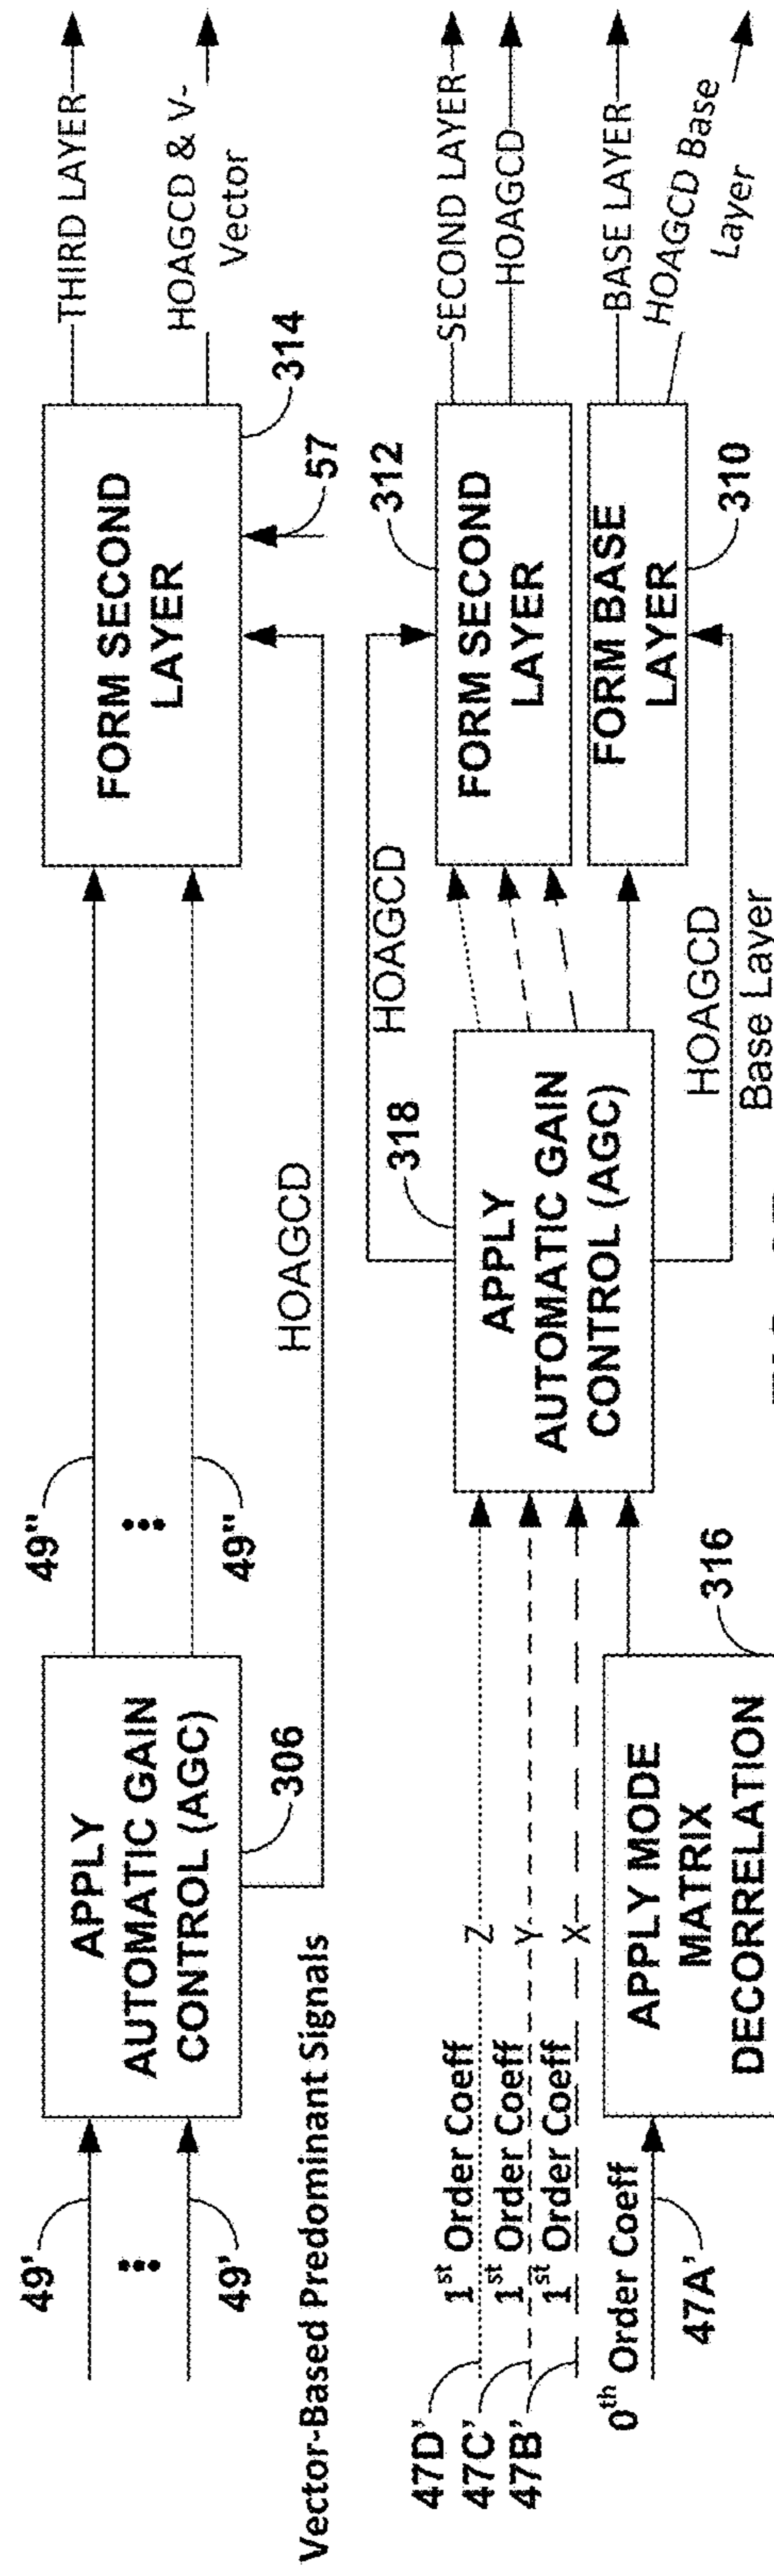 49'
49'
APPLY
AUTOMATIC GAIN
CONTROL (AGC)
306
49"
49"
HOAGCD
FORM SECOND
LAYER
314
57
THIRD LAYER
HOAGCD & V-
Vector
Vector-Based Predominant Signals
47D'
47C'
47B'
1st Order Coeff
1st Order Coeff
1st Order Coeff
Z
Y
X
0th Order Coeff
47A'
APPLY MODE
MATRIX
DECORRELATION
316
APPLY
AUTOMATIC GAIN
CONTROL (AGC)
318
HOAGCD
HOAGCD
Base Layer
FORM SECOND
LAYER
312
FORM BASE
LAYER
310
SECOND LAYER
HOAGCD
BASE LAYER
HOAGCD Base
Layer